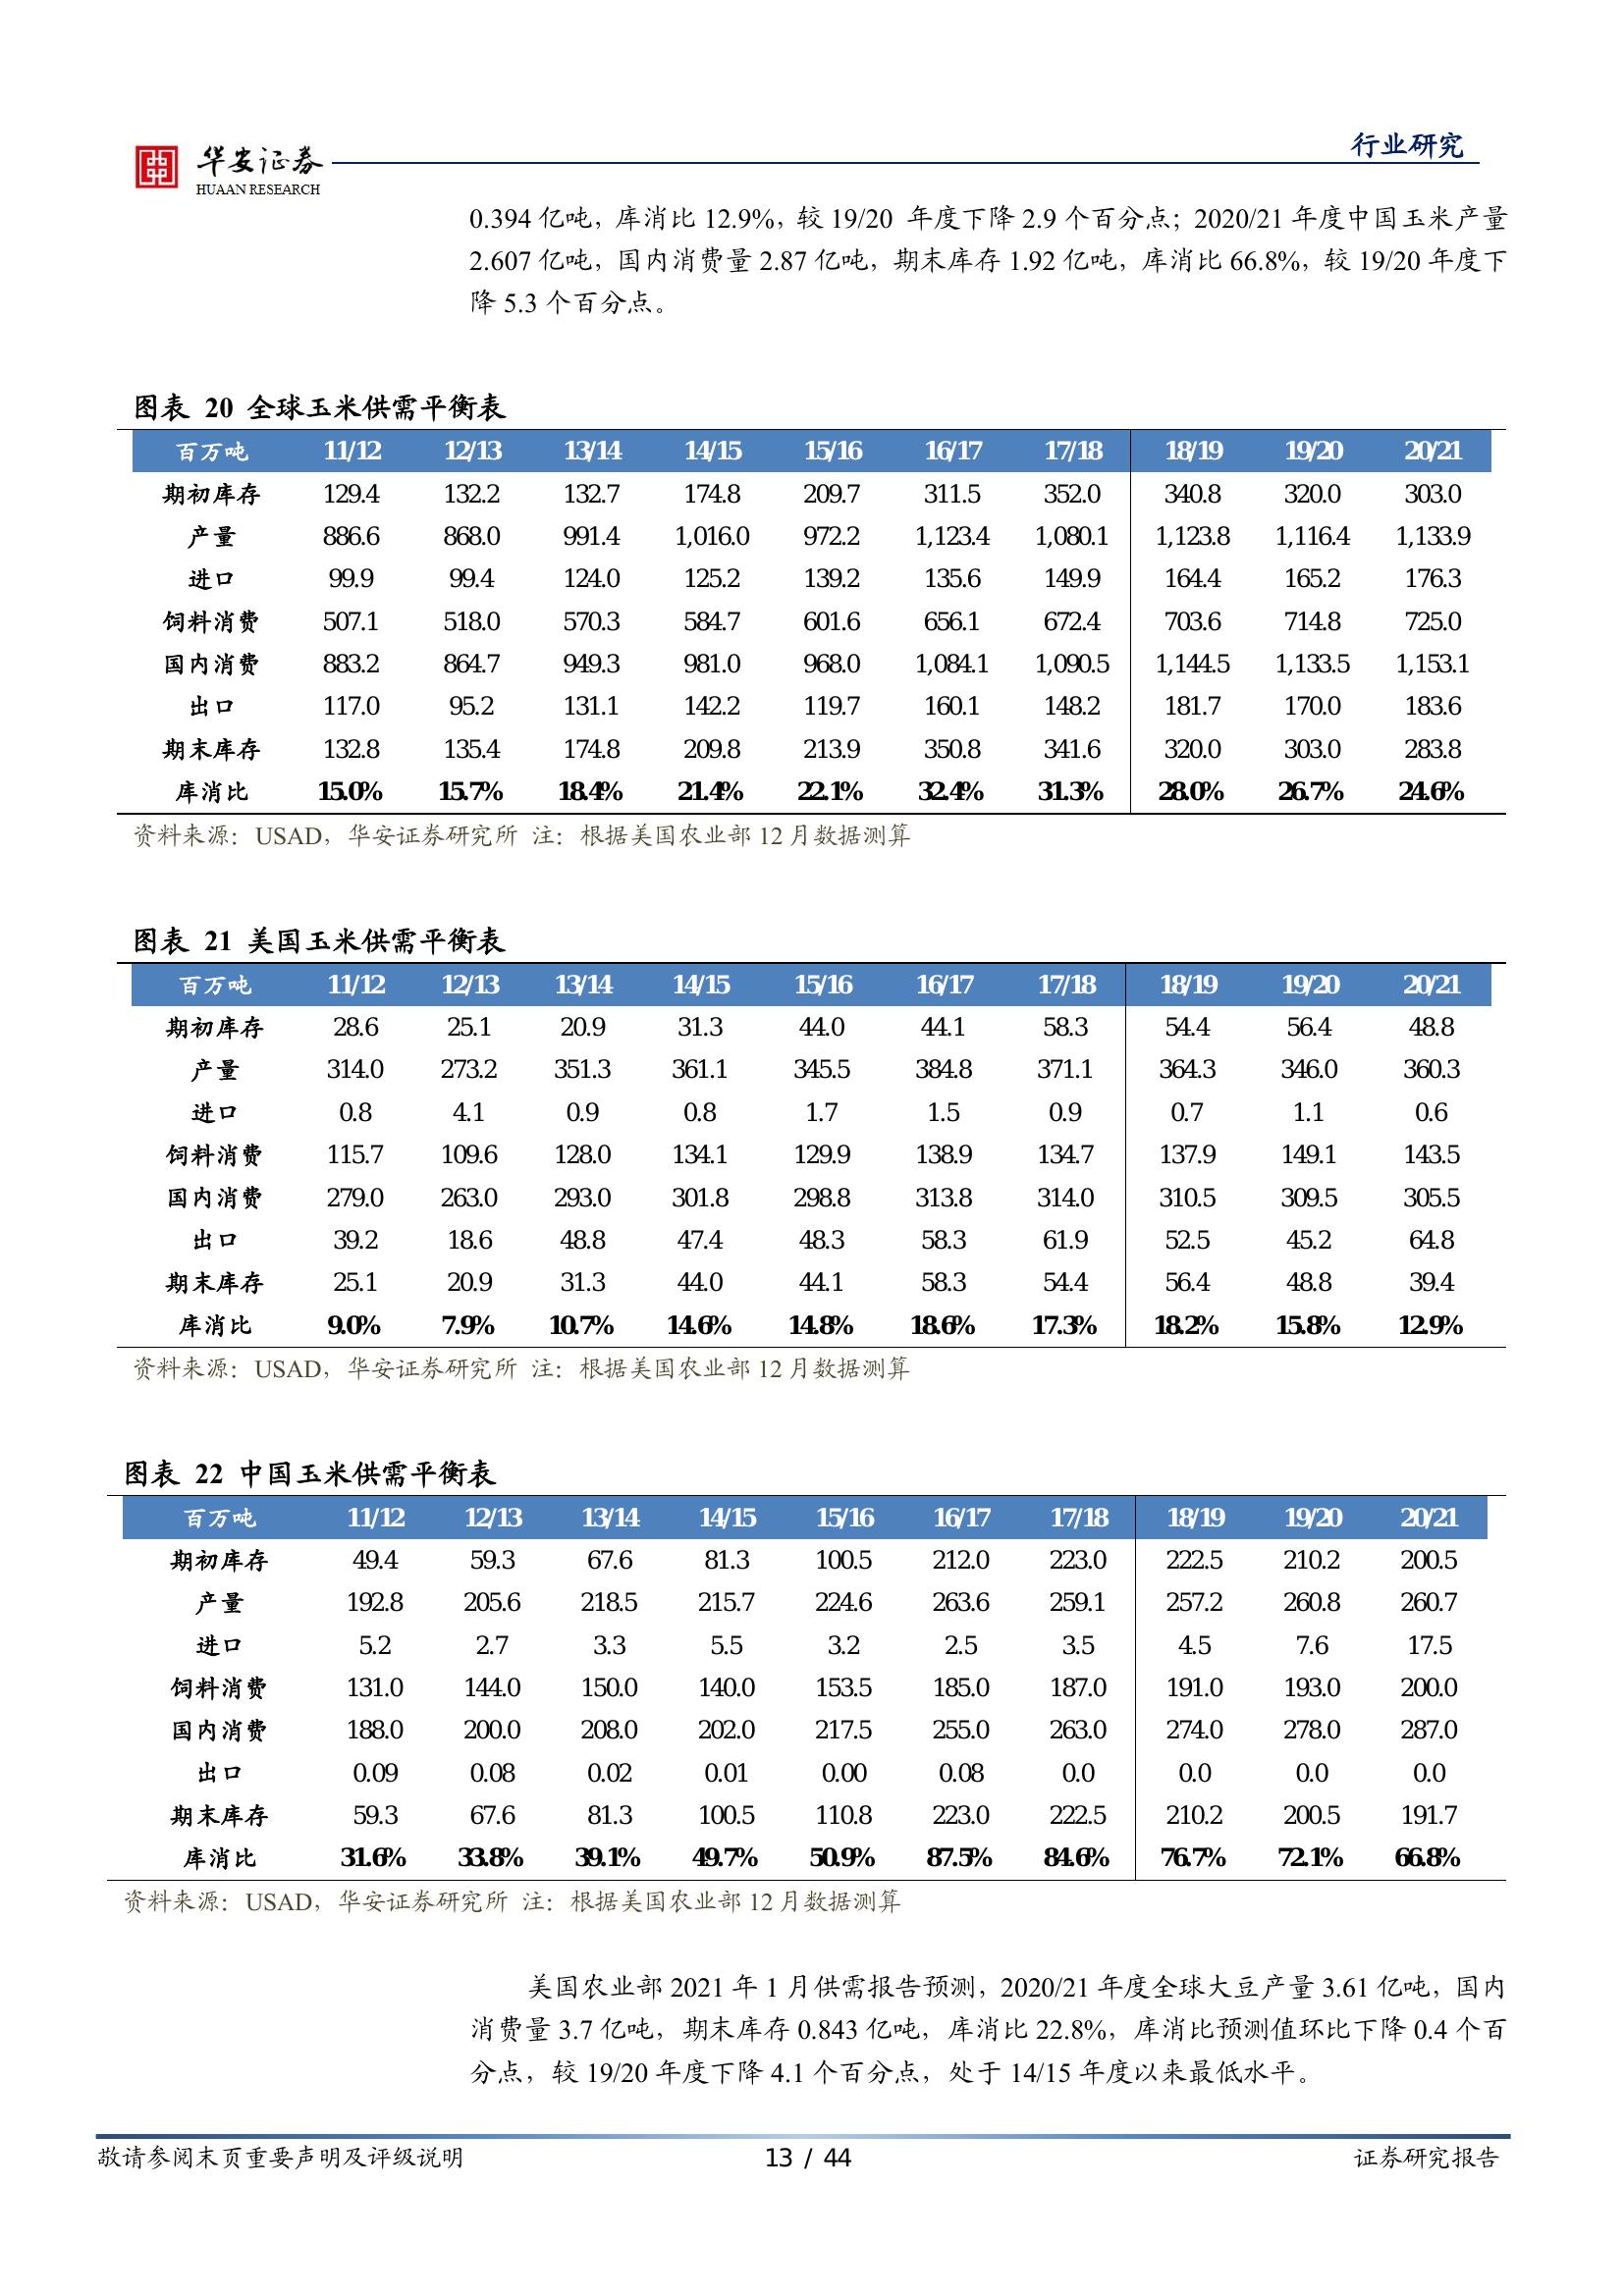 华安证券
HUAAN RESEARCH
行业研究
0.394 亿吨，库消比 12.9%，较 19/20 年度下降 2.9 个百分点；2020/21 年度中国玉米产量
2.607 亿吨，国内消费量 2.87 亿吨，期末库存 1.92 亿吨，库消比 66.8%，较 19/20 年度下
降 5.3 个百分点。
图表 20 全球玉米供需平衡表
百万吨 11/12 12/13 13/14 14/15 15/16 16/17 17/18 18/19 19/20 20/21
期初库存 129.4 132.2 132.7 174.8 209.7 311.5 352.0 340.8 320.0 303.0
产量 886.6 868.0 991.4 1,016.0 972.2 1,123.4 1,080.1 1,123.8 1,116.4 1,133.9
进口 99.9 99.4 124.0 125.2 139.2 135.6 149.9 164.4 165.2 176.3
饲料消费 507.1 518.0 570.3 584.7 601.6 656.1 672.4 703.6 714.8 725.0
国内消费 883.2 864.7 949.3 981.0 968.0 1,084.1 1,090.5 1,144.5 1,133.5 1,153.1
出口 117.0 95.2 131.1 142.2 119.7 160.1 148.2 181.7 170.0 183.6
期末库存 132.8 135.4 174.8 209.8 213.9 350.8 341.6 320.0 303.0 283.8
库消比 15.0% 15.7% 18.4% 21.4% 22.1% 32.4% 31.3% 28.0% 26.7% 24.6%
资料来源：USAD，华安证券研究所 注：根据美国农业部 12 月数据测算
图表 21 美国玉米供需平衡表
百万吨 11/12 12/13 13/14 14/15 15/16 16/17 17/18 18/19 19/20 20/21
期初库存 28.6 25.1 20.9 31.3 44.0 44.1 58.3 54.4 56.4 48.8
产量 314.0 273.2 351.3 361.1 345.5 384.8 371.1 364.3 346.0 360.3
进口 0.8 4.1 0.9 0.8 1.7 1.5 0.9 0.7 1.1 0.6
饲料消费 115.7 109.6 128.0 134.1 129.9 138.9 134.7 137.9 149.1 143.5
国内消费 279.0 263.0 293.0 301.8 298.8 313.8 314.0 310.5 309.5 305.5
出口 39.2 18.6 48.8 47.4 48.3 58.3 61.9 52.5 45.2 64.8
期末库存 25.1 20.9 31.3 44.0 44.1 58.3 54.4 56.4 48.8 39.4
库消比 9.0% 7.9% 10.7% 14.6% 14.8% 18.6% 17.3% 18.2% 15.8% 12.9%
资料来源：USAD，华安证券研究所 注：根据美国农业部 12 月数据测算
图表 22 中国玉米供需平衡表
百万吨 11/12 12/13 13/14 14/15 15/16 16/17 17/18 18/19 19/20 20/21
期初库存 49.4 59.3 67.6 81.3 100.5 212.0 223.0 222.5 210.2 200.5
产量 192.8 205.6 218.5 215.7 224.6 263.6 259.1 257.2 260.8 260.7
进口 5.2 2.7 3.3 5.5 3.2 2.5 3.5 4.5 7.6 17.5
饲料消费 131.0 144.0 150.0 140.0 153.5 185.0 187.0 191.0 193.0 200.0
国内消费 188.0 200.0 208.0 202.0 217.5 255.0 263.0 274.0 278.0 287.0
出口 0.09 0.08 0.02 0.01 0.00 0.08 0.0 0.0 0.0 0.0
期末库存 59.3 67.6 81.3 100.5 110.8 223.0 222.5 210.2 200.5 191.7
库消比 31.6% 33.8% 39.1% 49.7% 50.9% 87.5% 84.6% 76.7% 72.1% 66.8%
资料来源：USAD，华安证券研究所 注：根据美国农业部 12 月数据测算
美国农业部 2021 年 1 月供需报告预测，2020/21 年度全球大豆产量 3.61 亿吨，国内
消费量 3.7 亿吨，期末库存 0.843 亿吨，库消比 22.8%，库消比预测值环比下降 0.4 个百
分点，较 19/20 年度下降 4.1 个百分点，处于 14/15 年度以来最低水平。
敬请参阅末页重要声明及评级说明 13 / 44 证券研究报告